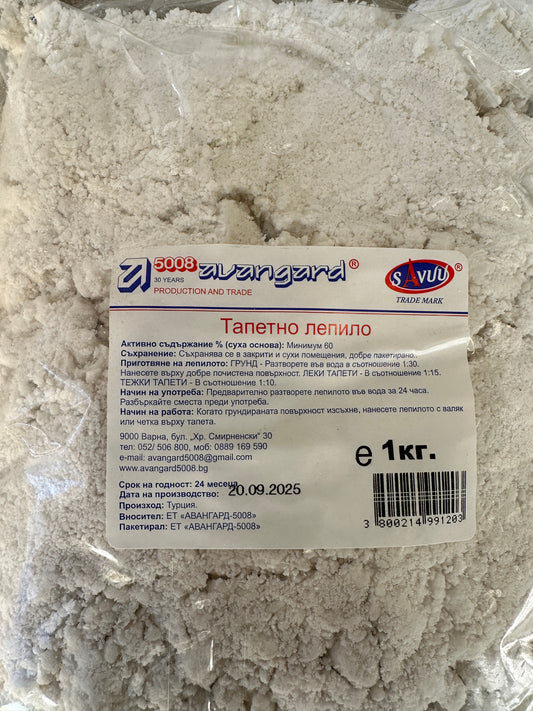 a 5008 avangard®
30 YEARS
PRODUCTION AND TRADE
SAVUU ®
TRADE MARK
Тапетно лепило
Активно съдържание % (суха основа): Минимум 60
Съхранение: Съхранява се в закрити и сухи помещения, добре пакетирано.
Приготвяне на лепилото: ГРУНД - Разтворете във вода в съотношение 1:30.
Нанесете върху добре почистена повърхност. ЛЕКИ ТАПЕТИ - В съотношение 1:15.
ТЕЖКИ ТАПЕТИ - В съотношение 1:10.
Начин на употреба: Предварително разтворете лепилото във вода за 24 часа.
Разбъркайте сместа преди употреба.
Начин на работа: Когато грундираната повърхност изсъхне, нанесете лепилото с валяк
или четка върху тапета.
9000 Варна, бул. „Хр. Смирненски" 30
тел: 052/ 506 800, моб: 0889 169 590
e-mail: avangard5008@gmail.com
www.avangard5008.bg
е 1кг.
Срок на годност: 24 месеца
Дата на производство: 20.09.2025
Произход: Турция.
Вносител: ЕТ «АВАНГАРД-5008»
Пакетирал: ЕТ «АВАНГАРД-5008»
3 800214 991203